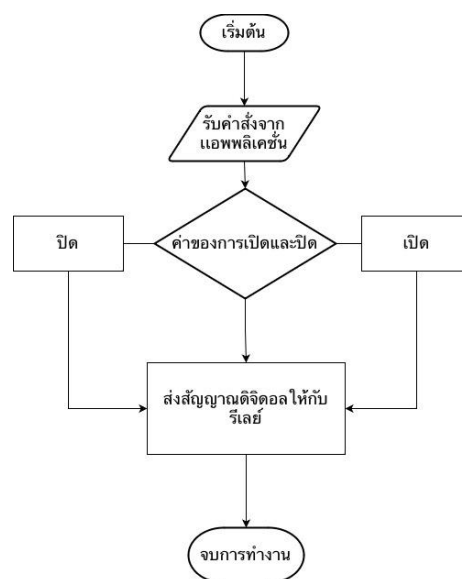 เริ่มต้น
รับคำสั่งจาก
แอพพลิเคชั่น
ปิด
ค่าของการเปิดและปิด
เปิด
ส่งสัญญาณดิจิดอลให้กับ
รีเลย์
จบการทำงาน